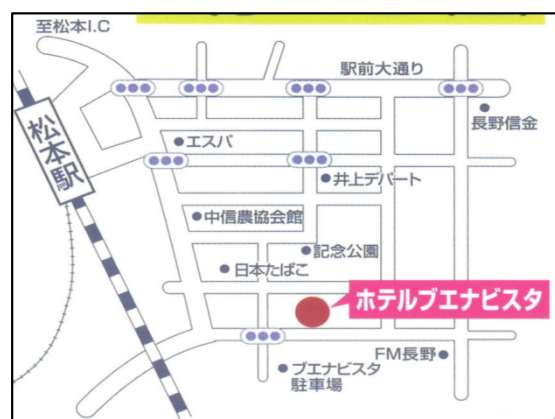 至松本I.C
駅前大通り
長野信金
松本駅
エスパ
井上デパート
中信農協会館
記念公園
日本たばこ
ホテルブエナビスタ
FM長野
ブエナビスタ
駐車場